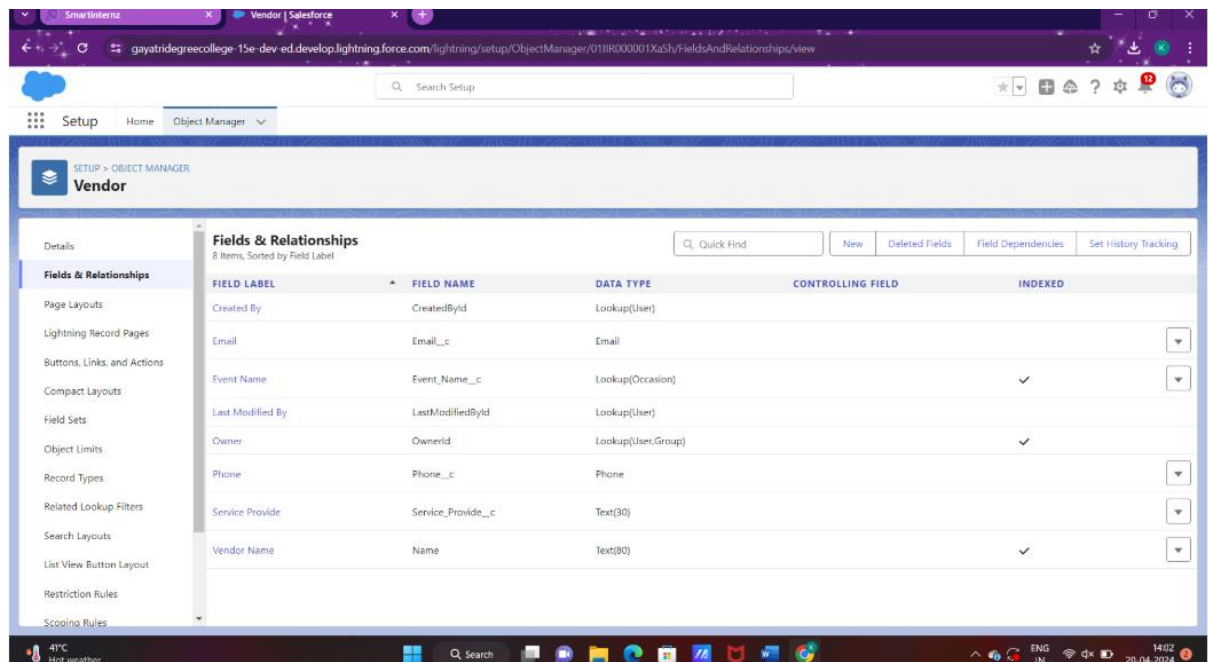 Smartinternz
Vendor | Salesforce
gayatridegreecollege-15e-dev-ed.develop.lightning.force.com/lightning/setup/ObjectManager/01IIR000001XaSh/FieldsAndRelationships/view
K
Search Setup
12
Setup Home Object Manager
SETUP > OBJECT MANAGER
Vendor
Details
Fields & Relationships
Page Layouts
Lightning Record Pages
Buttons, Links, and Actions
Compact Layouts
Field Sets
Object Limits
Record Types
Related Lookup Filters
Search Layouts
List View Button Layout
Restriction Rules
Scoping Rules
Fields & Relationships
8 Items, Sorted by Field Label
Quick Find
New Deleted Fields Field Dependencies Set History Tracking
FIELD LABEL FIELD NAME DATA TYPE CONTROLLING FIELD INDEXED
Created By CreatedById Lookup(User)
Email Email__c Email
Event Name Event_Name__c Lookup(Occasion)
Last Modified By LastModifiedById Lookup(User)
Owner OwnerId Lookup(User,Group)
Phone Phone__c Phone
Service Provide Service_Provide__c Text(30)
Vendor Name Name Text(80)
41°C
Hot weather
Search
ENG
IN
14:02
20-04-2024
2